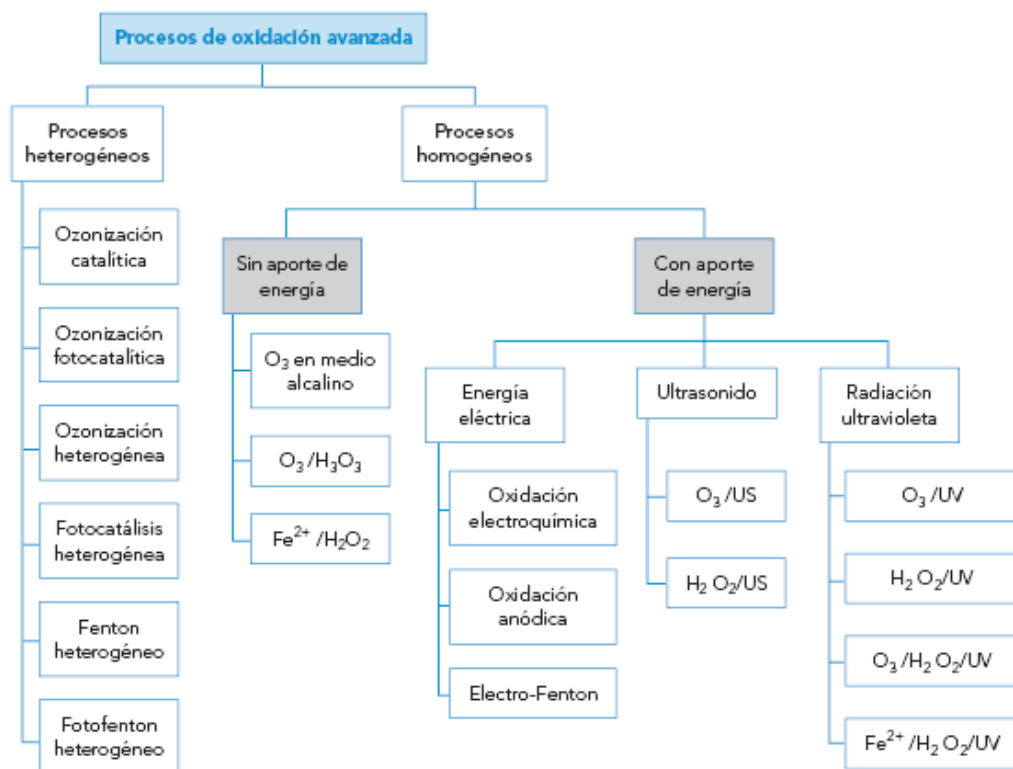 Procesos de oxidación avanzada
Procesos
heterogéneos
Procesos
homogéneos
Ozonización
catalítica
Ozonización
fotocatalítica
Ozonización
heterogénea
Fotocatálisis
heterogénea
Fenton
heterogéneo
Fotofenton
heterogéneo
Sin aporte de
energía
O₃ en medio
alcalino
O₃/H₃O₃
Fe²⁺/H₂O₂
Con aporte
de energía
Energía
eléctrica
Oxidación
electroquímica
Oxidación
anódica
Electro-Fenton
Ultrasonido
O₃/US
H₂ O₂/US
Radiación
ultravioleta
O₃/UV
H₂ O₂/UV
O₃/H₂ O₂/UV
Fe²⁺/H₂ O₂/UV